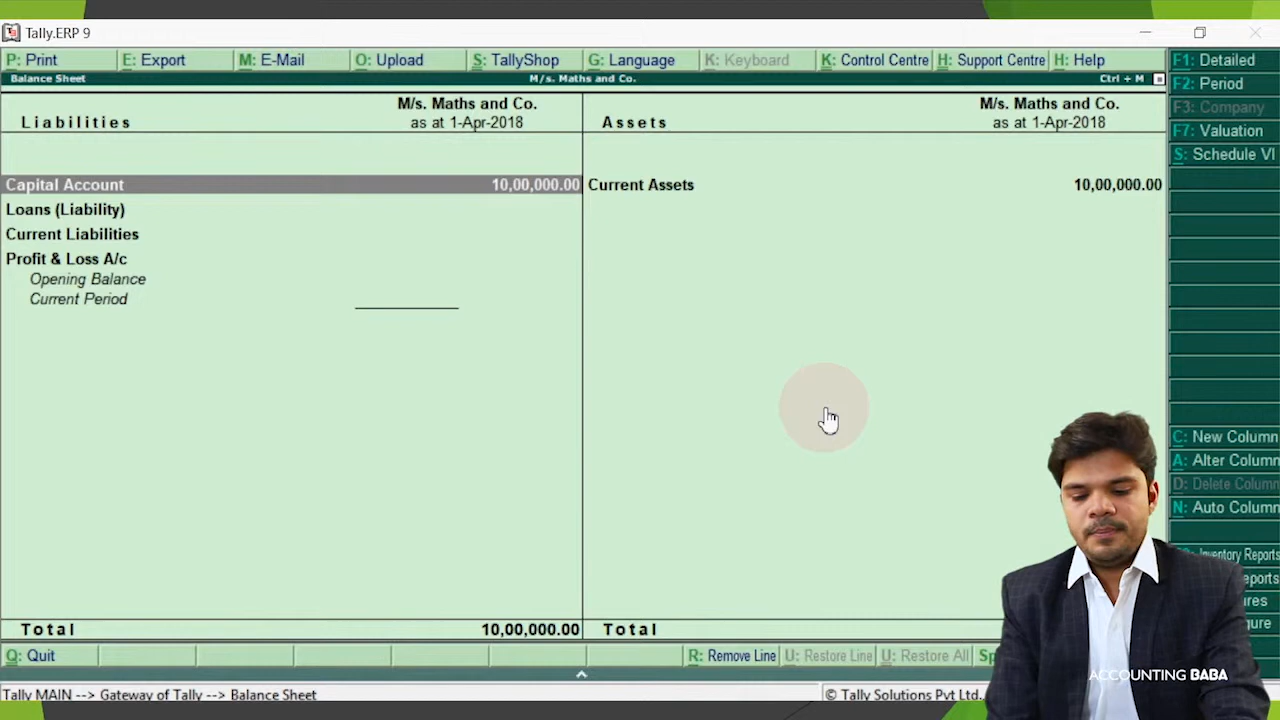 Tally.ERP 9
P: Print E: Export M: E-Mail O: Upload S: TallyShop G: Language K: Keyboard K: Control Centre H: Support Centre H: Help
Balance Sheet M/s. Maths and Co. Ctrl + M
M/s. Maths and Co. M/s. Maths and Co.
Liabilities as at 1-Apr-2018 Assets as at 1-Apr-2018
Capital Account 10,00,000.00 Current Assets 10,00,000.00
Loans (Liability)
Current Liabilities
Profit & Loss A/c
Opening Balance
Current Period
Total 10,00,000.00 Total
Q: Quit R: Remove Line U: Restore Line U: Restore All
Tally MAIN --> Gateway of Tally --> Balance Sheet © Tally Solutions Pvt Ltd.,
F1: Detailed
F2: Period
F3: Company
F7: Valuation
S: Schedule VI
C: New Column
A: Alter Column
D: Delete Column
N: Auto Column
Inventory Reports
ACCOUNTING BABA